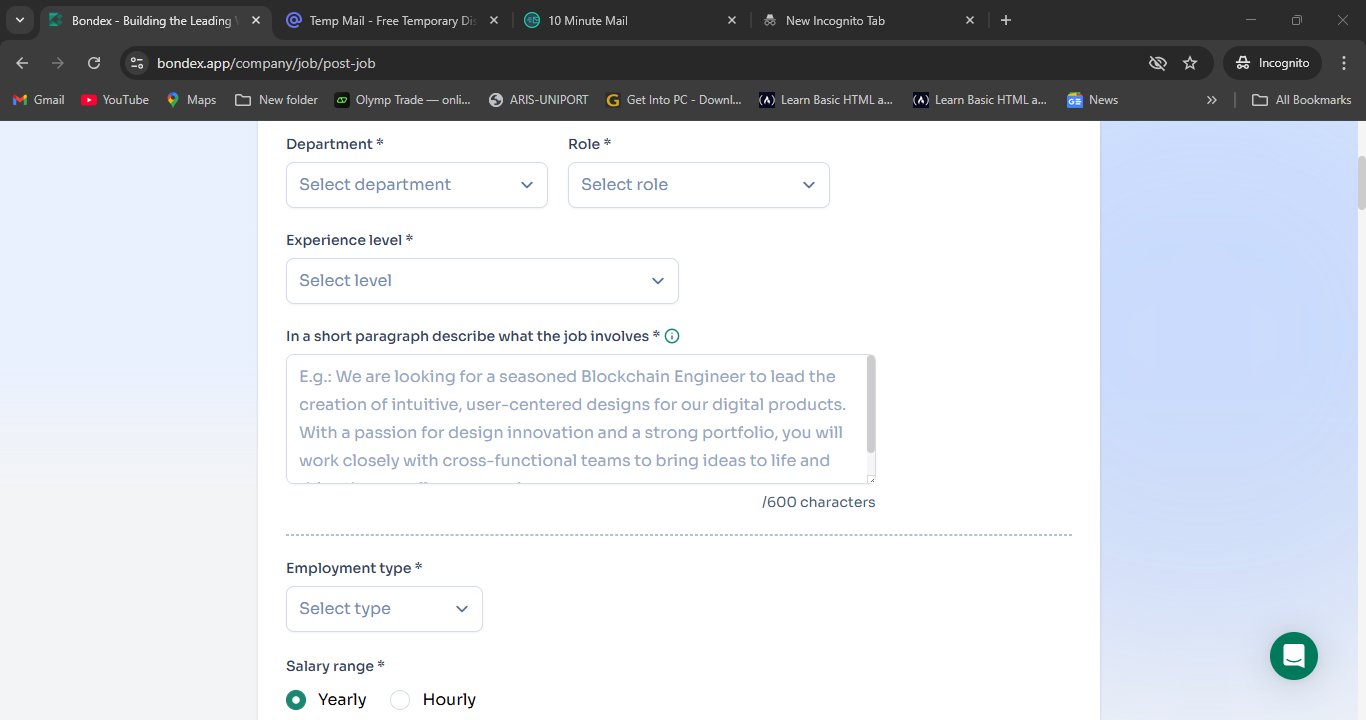 Bondex - Building the Leading
Temp Mail - Free Temporary Dis
10 Minute Mail
New Incognito Tab
bondex.app/company/job/post-job
Incognito
Gmail
YouTube
Maps
New folder
Olymp Trade — onli...
ARIS-UNIPORT
Get Into PC - Downl...
Learn Basic HTML a...
Learn Basic HTML a...
News
All Bookmarks
Department *
Role *
Select department
Select role
Experience level *
Select level
In a short paragraph describe what the job involves *
E.g.: We are looking for a seasoned Blockchain Engineer to lead the
creation of intuitive, user-centered designs for our digital products.
With a passion for design innovation and a strong portfolio, you will
work closely with cross-functional teams to bring ideas to life and
/600 characters
Employment type *
Select type
Salary range *
Yearly
Hourly